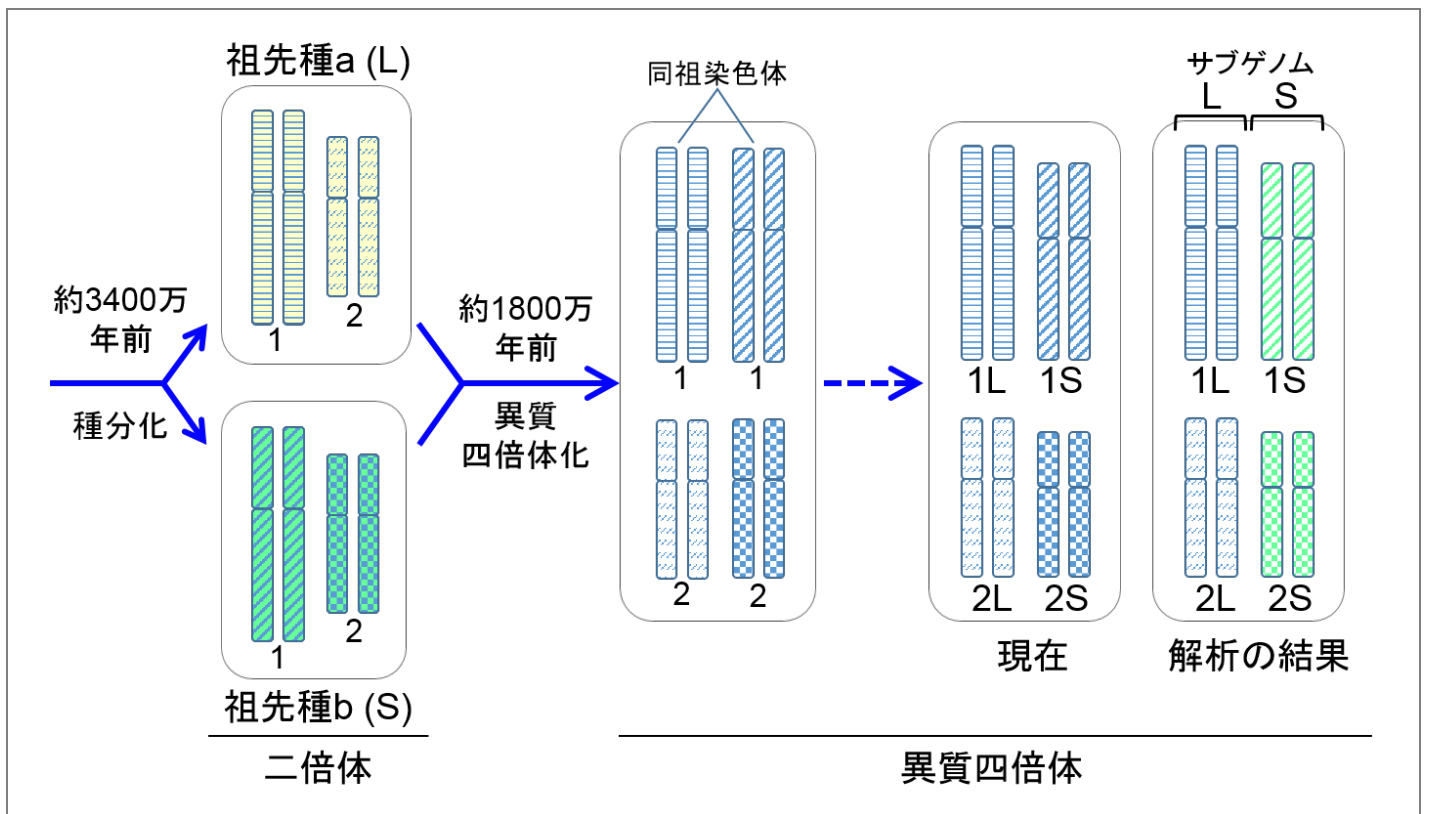 祖先種a (L)
1
2
約3400万
年前
種分化
1
2
祖先種b (S)
二倍体
約1800万
年前
異質
四倍体化
同祖染色体
1 1
2 2
1L 1S
2L 2S
現在
サブゲノム
L S
1L 1S
2L 2S
解析の結果
異質四倍体